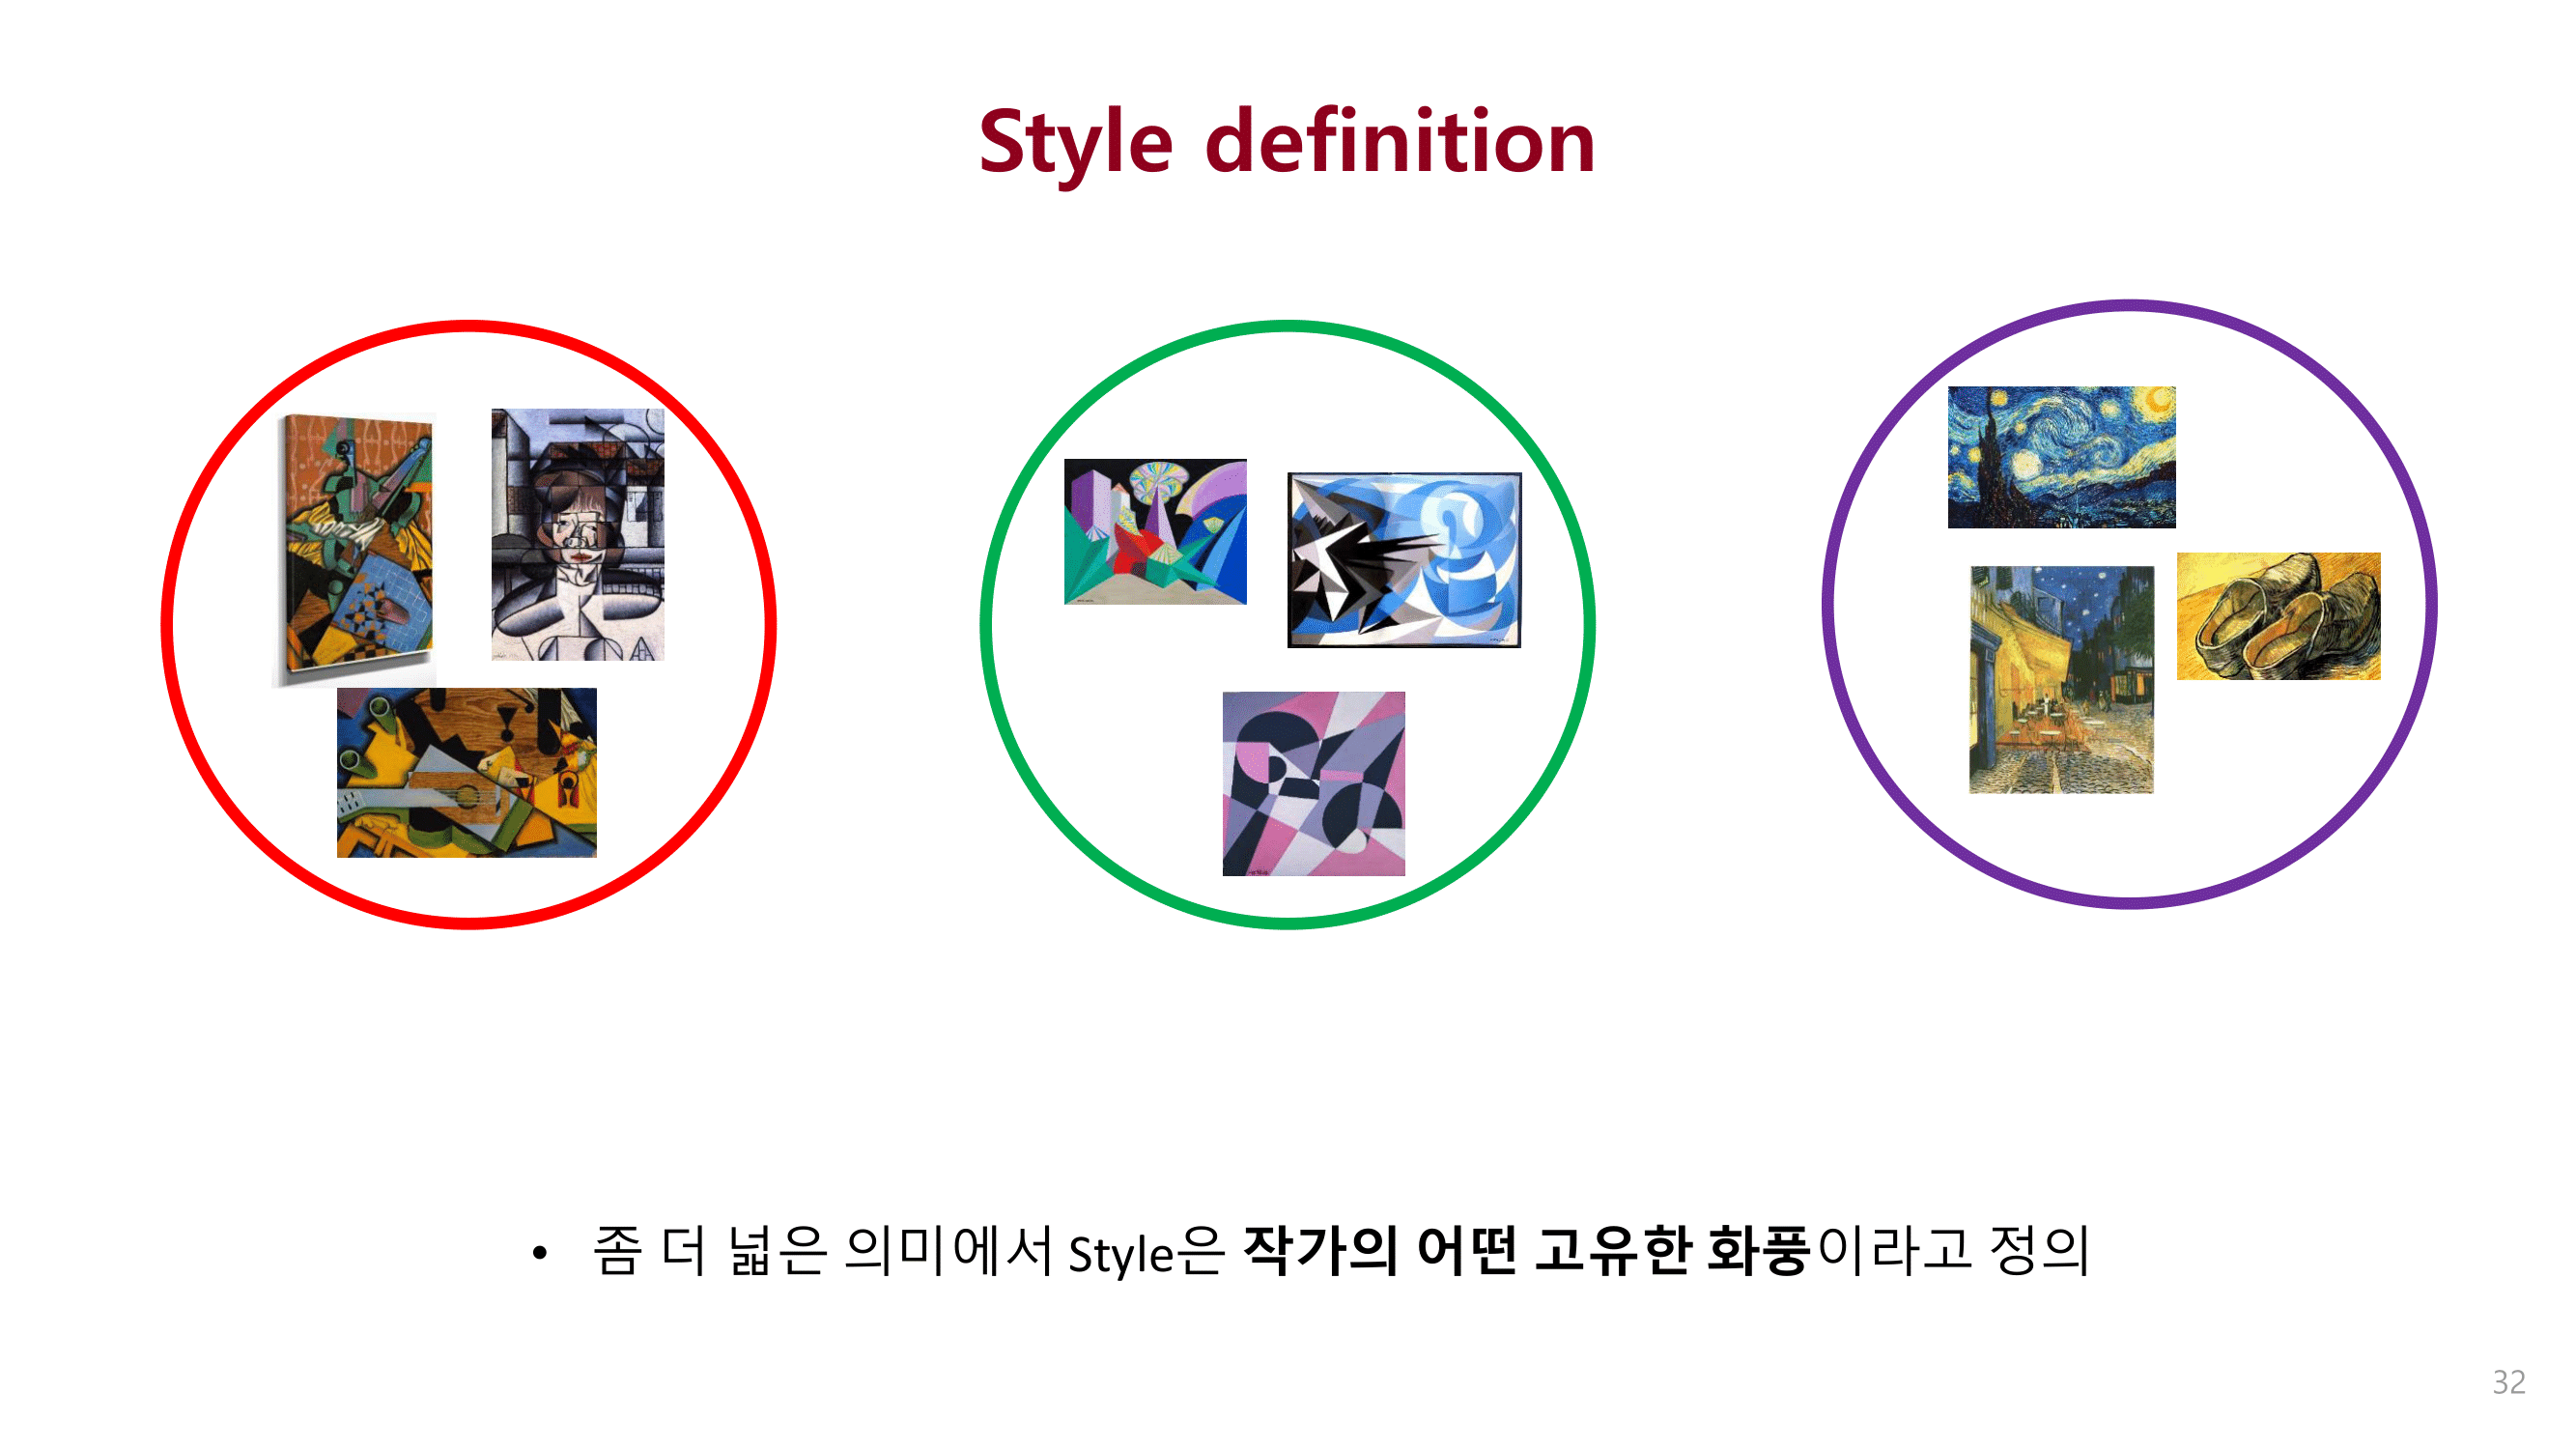 Style definition
• 좀 더 넓은 의미에서 Style은 작가의 어떤 고유한 화풍이라고 정의
32